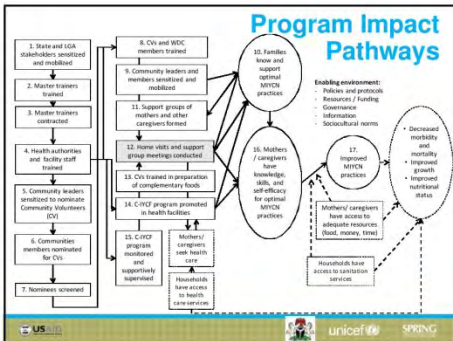 Program Impact
Pathways
1. State and LGA
stakeholders sensitized
and mobilized
2. Master trainers
trained
3. Master trainers
contracted
4. Health authorities
and facility staff
trained
5. Community leaders
sensitized to nominate
Community Volunteers
(CV)
6. Communities
members nominated
for CVs
7. Nominees screened
8. CVs and WDC
members trained
9. Community leaders
and members
sensitized and mobilized
11. Support groups of
mothers and other
caregivers formed
12. Home visits and support
group meetings conducted
13. CVs trained in preparation
of complementary foods
14. C-IYCF program promoted
in health facilities
15. C-IYCF
program
monitored
and
supportively
supervised
Mothers/
caregivers
seek health
care
Households
have access
to health
care services
10. Families
know and
support
optimal
MIYCN
practices
16. Mothers /
caregivers
have
knowledge,
skills, and
self-efficacy
for optimal
MIYCN
practices
Enabling environment:
- Policies and protocols
- Resources / Funding
- Governance
- Information
- Sociocultural norms
17.
Improved
MIYCN
practices
Mothers/ caregivers
have access to
adequate resources
(food, money, time)
Households have
access to sanitation
services
• Decreased
morbidity
and
mortality
• Improved
growth
• Improved
nutritional
status
USAID
unicef
SPRING